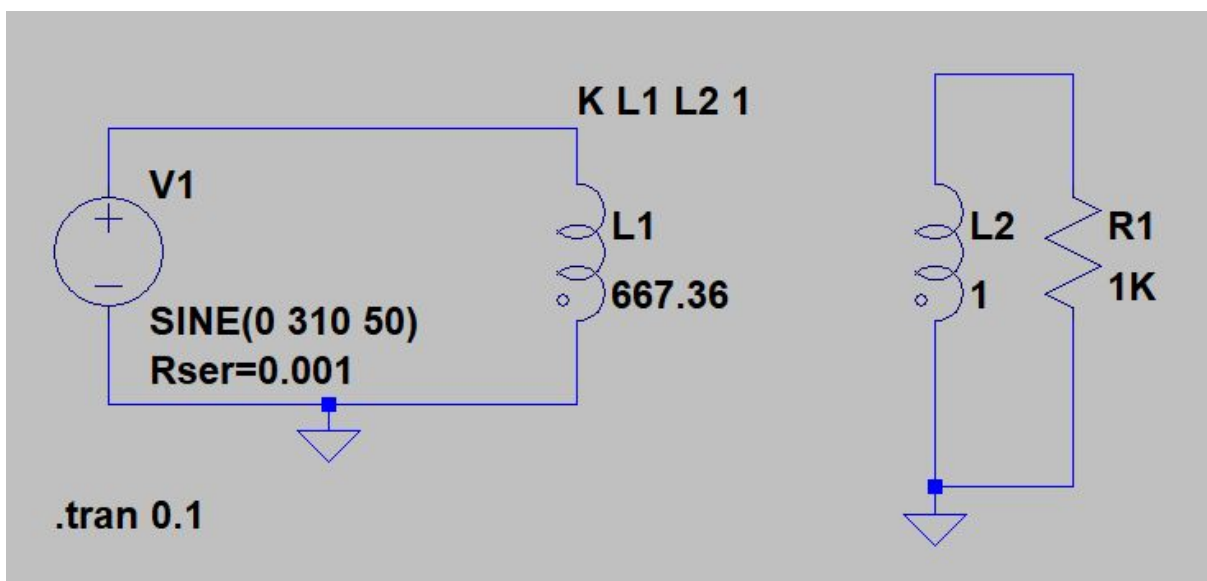 K L1 L2 1
V1
L1
667.36
SINE(0 310 50)
Rser=0.001
L2
1
R1
1K
.tran 0.1